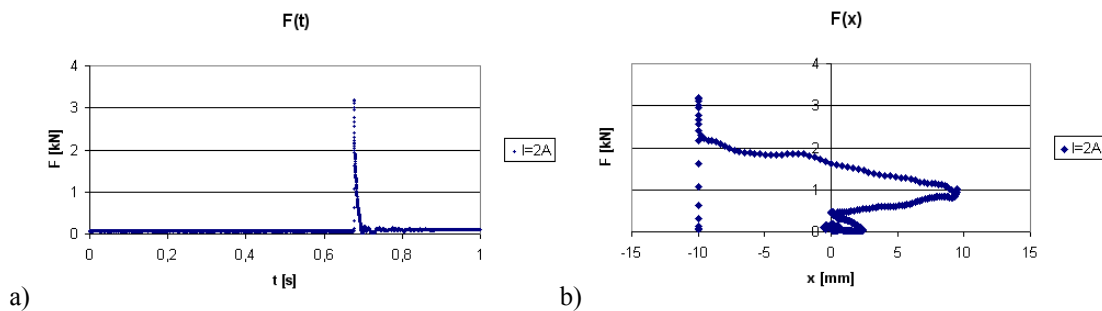 F(t)
4
3
2
1
0
F [kN]
0 0,2 0,4 0,6 0,8 1
t [s]
I=2A
a)
F(x)
4
3
2
1
0
F [kN]
-15 -10 -5 0 5 10 15
x [mm]
I=2A
b)